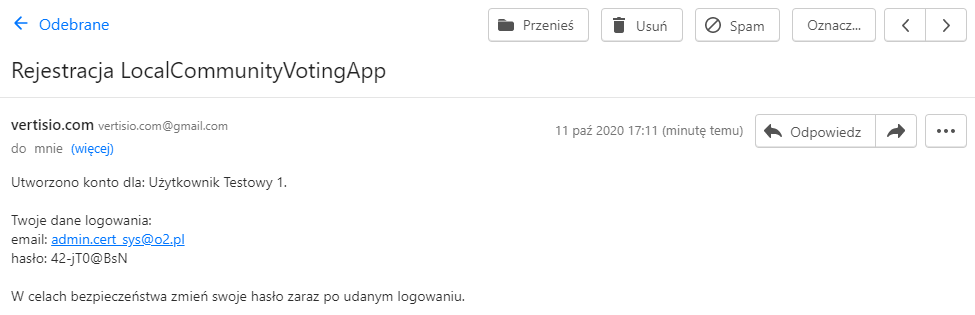 Odebrane
Przenieś
Usuń
Spam
Oznacz...
Rejestracja LocalCommunityVotingApp
vertisio.com vertisio.com@gmail.com
11 paź 2020 17:11 (minutę temu)
Odpowiedz
do mnie (więcej)
Utworzono konto dla: Użytkownik Testowy 1.
Twoje dane logowania:
email: admin.cert_sys@o2.pl
hasło: 42-jT0@BsN
W celach bezpieczeństwa zmień swoje hasło zaraz po udanym logowaniu.